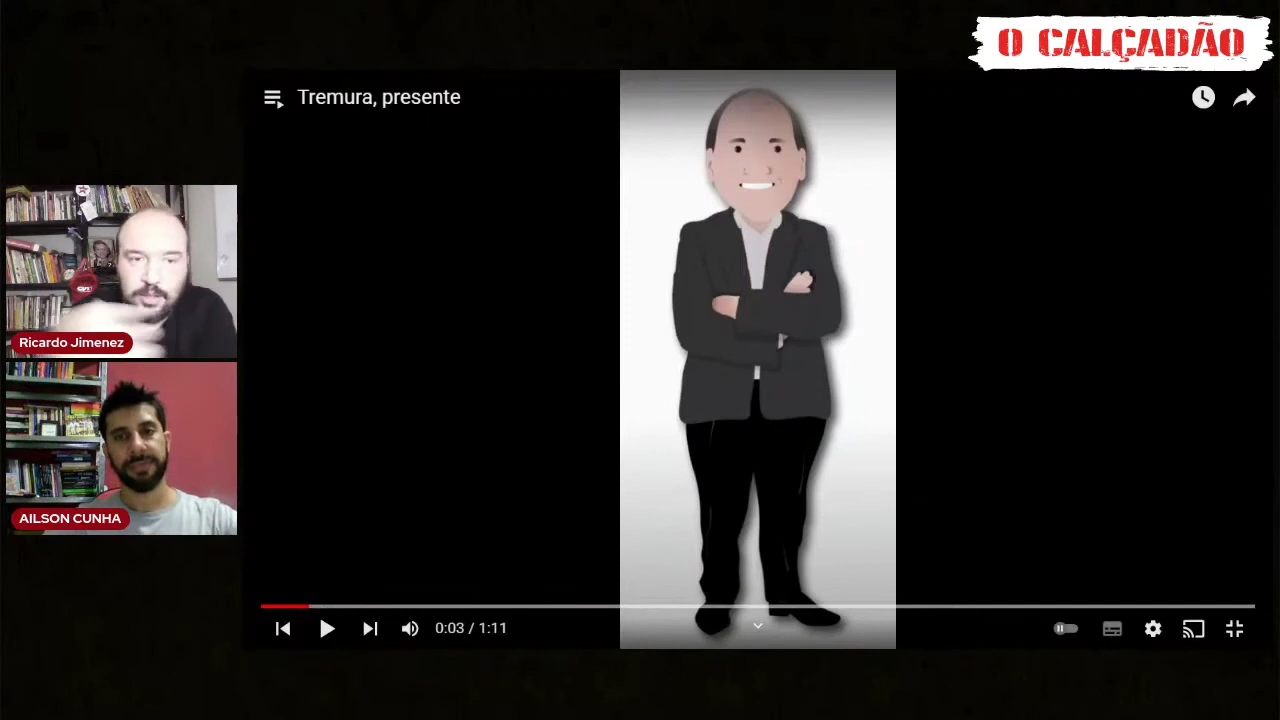 O CALÇADÃO
Tremura, presente
Ricardo Jimenez
AILSON CUNHA
0:03 / 1:11